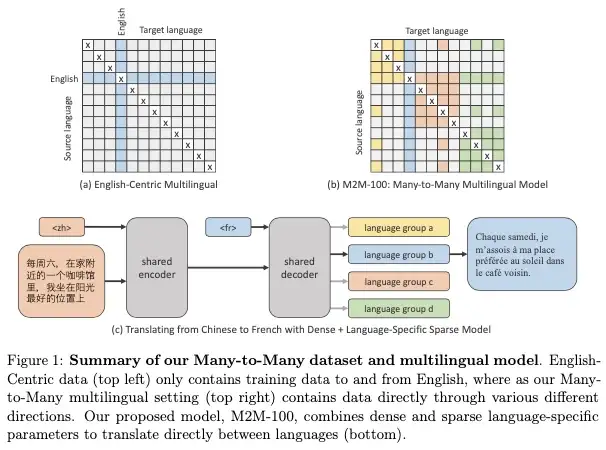 English
Target language
English
Source language
x
x
x
x
x
x
x
x
x
x
x
(a) English-Centric Multilingual
Target language
Source language
x
x
x
x
x
x
x
x
x
x
x
(b) M2M-100: Many-to-Many Multilingual Model
<zh>
每周六，在家附
近的一个咖啡馆
里，我坐在阳光
最好的位置上
shared
encoder
<fr>
shared
decoder
language group a
language group b
language group c
language group d
Chaque samedi, je
m'assois à ma place
préférée au soleil dans
le café voisin.
(c) Translating from Chinese to French with Dense + Language-Specific Sparse Model
Figure 1: Summary of our Many-to-Many dataset and multilingual model. English-
Centric data (top left) only contains training data to and from English, where as our Many-
to-Many multilingual setting (top right) contains data directly through various different
directions. Our proposed model, M2M-100, combines dense and sparse language-specific
parameters to translate directly between languages (bottom).